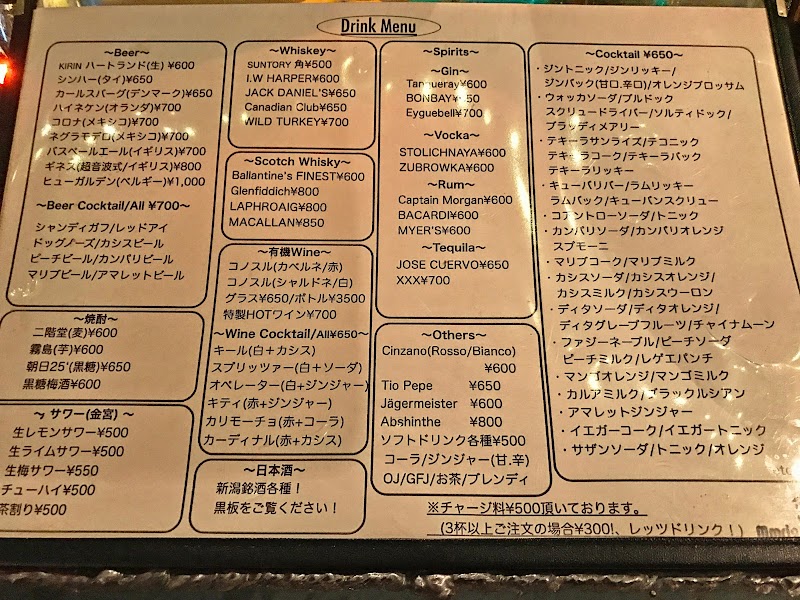 Drink Menu
～Beer～
KIRIN ハートランド(生) ¥600
シンハー(タイ)¥650
カールスバーグ(デンマーク)¥650
ハイネケン(オランダ)¥700
コロナ(メキシコ)¥700
ネグラモデロ(メキシコ)¥700
バスペールエール(イギリス)¥700
ギネス(超音波式/イギリス)¥800
ヒューガルデン(ベルギー)¥1,000
～Beer Cocktail/All ¥700～
シャンディガフ/レッドアイ
ドッグノーズ/カシスビール
ピーチビール/カンパリビール
マリブビール/アマレットビール
～焼酎～
二階堂(麦)¥600
霧島(芋)¥600
朝日25°(黒糖)¥650
黒糖梅酒¥600
サワー(金宮)～
生レモンサワー¥500
生ライムサワー¥500
生梅サワー¥550
チューハイ¥500
茶割り¥500
～Whiskey～
SUNTORY 角¥500
I.W HARPER¥600
JACK DANIEL'S¥650
Canadian Club¥650
WILD TURKEY¥700
～Scotch Whisky～
Ballantine's FINEST¥600
Glenfiddich¥800
LAPHROAIG¥800
MACALLAN¥850
～有機Wine～
コノスル(カベルネ/赤)
コノスル(シャルドネ/白)
グラス¥650/ボトル¥3500
特製HOTワイン¥700
～Wine Cocktail/All¥650～
キール(白＋カシス)
スプリッツァー(白＋ソーダ)
オペレーター(白＋ジンジャー)
キティ(赤+ジンジャー)
カリモーチョ(赤+コーラ)
カーディナル(赤+カシス)
～日本酒～
新潟銘酒各種！
黒板をご覧ください！
～Spirits～
～Gin～
Tanqueray¥600
BONBAY
Eyguebell¥700
～Vocka～
STOLICHNAYA¥600
ZUBROWKA¥600
～Rum～
Captain Morgan¥600
BACARDI¥600
MYER'S¥600
～Tequila～
JOSE CUERVO¥650
XXX¥700
～Others～
Cinzano(Rosso/Bianco)
¥600
Tio Pepe ¥650
Jägermeister ¥600
Abshinthe ¥800
ソフトドリンク各種¥500
コーラ/ジンジャー(甘.辛)
OJ/GFJ/お茶/ブレンディ
～Cocktail ¥650～
・ジントニック/ジンリッキー/
ジンバック(甘口.辛口)/オレンジブロッサム
・ウォッカソーダ/ブルドック
スクリュードライバー/ソルティドック/
ブラッディメアリー
・テキーラサンライズ/テコニック
テキーラコーク/テキーラバック
テキーラリッキー
・キューバリバー/ラムリッキー
ラムバック/キューバンスクリュー
・コアントローソーダ/トニック
・カンパリソーダ/カンパリオレンジ
スプモーニ
・マリブコーク/マリブミルク
・カシスソーダ/カシスオレンジ/
カシスミルク/カシスウーロン
・ディタソーダ/ディタオレンジ/
ディタグレープフルーツ/チャイナムーン
・ファジーネーブル/ピーチソーダ
ピーチミルク/レゲエパンチ
・マンゴオレンジ/マンゴミルク
・カルアミルク/ブラックルシアン
・アマレットジンジャー
・イエガーコーク/イエガートニック
・サザンソーダ/トニック/オレンジ
※チャージ料¥500頂いております。
(3杯以上ご注文の場合¥300!、レッツドリンク！)